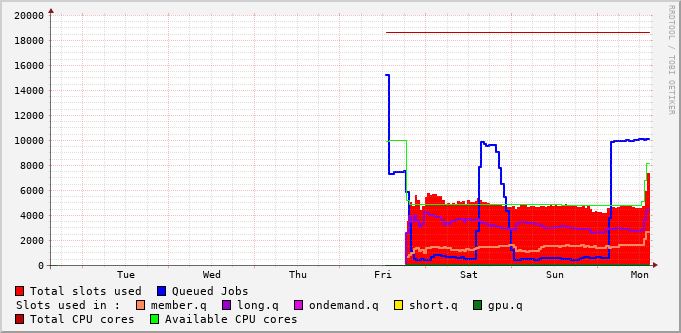 20000
18000
16000
14000
12000
10000
8000
6000
4000
2000
0
Tue Wed Thu Fri Sat Sun Mon
Total slots used Queued Jobs
Slots used in : member.q long.q ondemand.q short.q gpu.q
Total CPU cores Available CPU cores
RRDTOOL / TOBI OETIKER